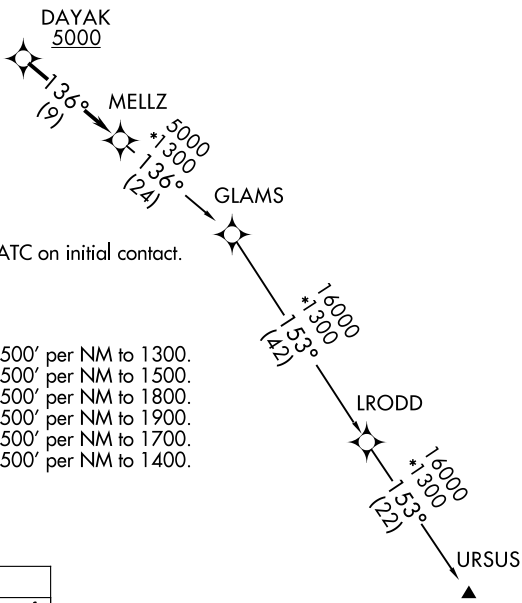 DAYAK
5000
136°
(9)
MELLZ
5000
*1300
136°
(24)
GLAMS
ATC on initial contact.
16000
*1300
153°
(42)
500' per NM to 1300.
500' per NM to 1500.
500' per NM to 1800.
500' per NM to 1900.
500' per NM to 1700.
500' per NM to 1400.
LRODD
16000
*1300
153°
(22)
URSUS